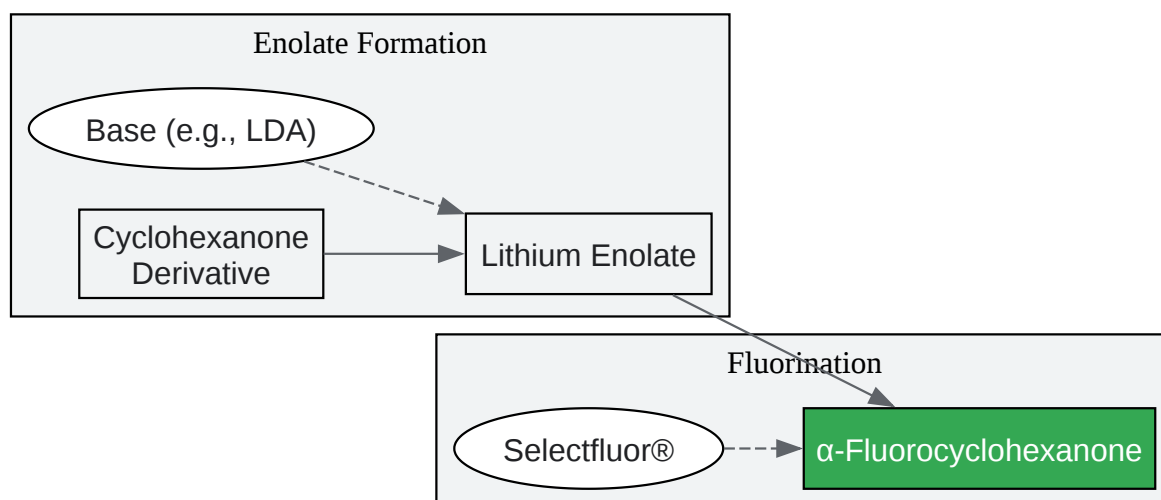 Enolate Formation
Base (e.g., LDA)
Cyclohexanone
Derivative
Lithium Enolate
Fluorination
Selectfluor®
α-Fluorocyclohexanone